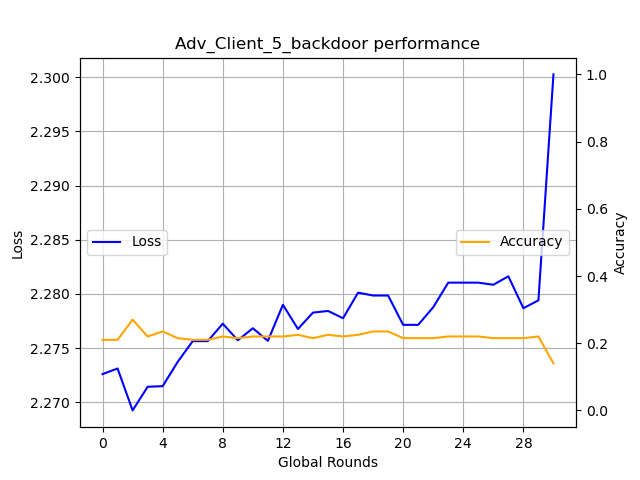 Adv_Client_5_backdoor performance
2.300
2.295
2.290
2.285
2.280
2.275
2.270
Loss
1.0
0.8
0.6
0.4
0.2
0.0
Accuracy
Loss
Accuracy
0 4 8 12 16 20 24 28
Global Rounds